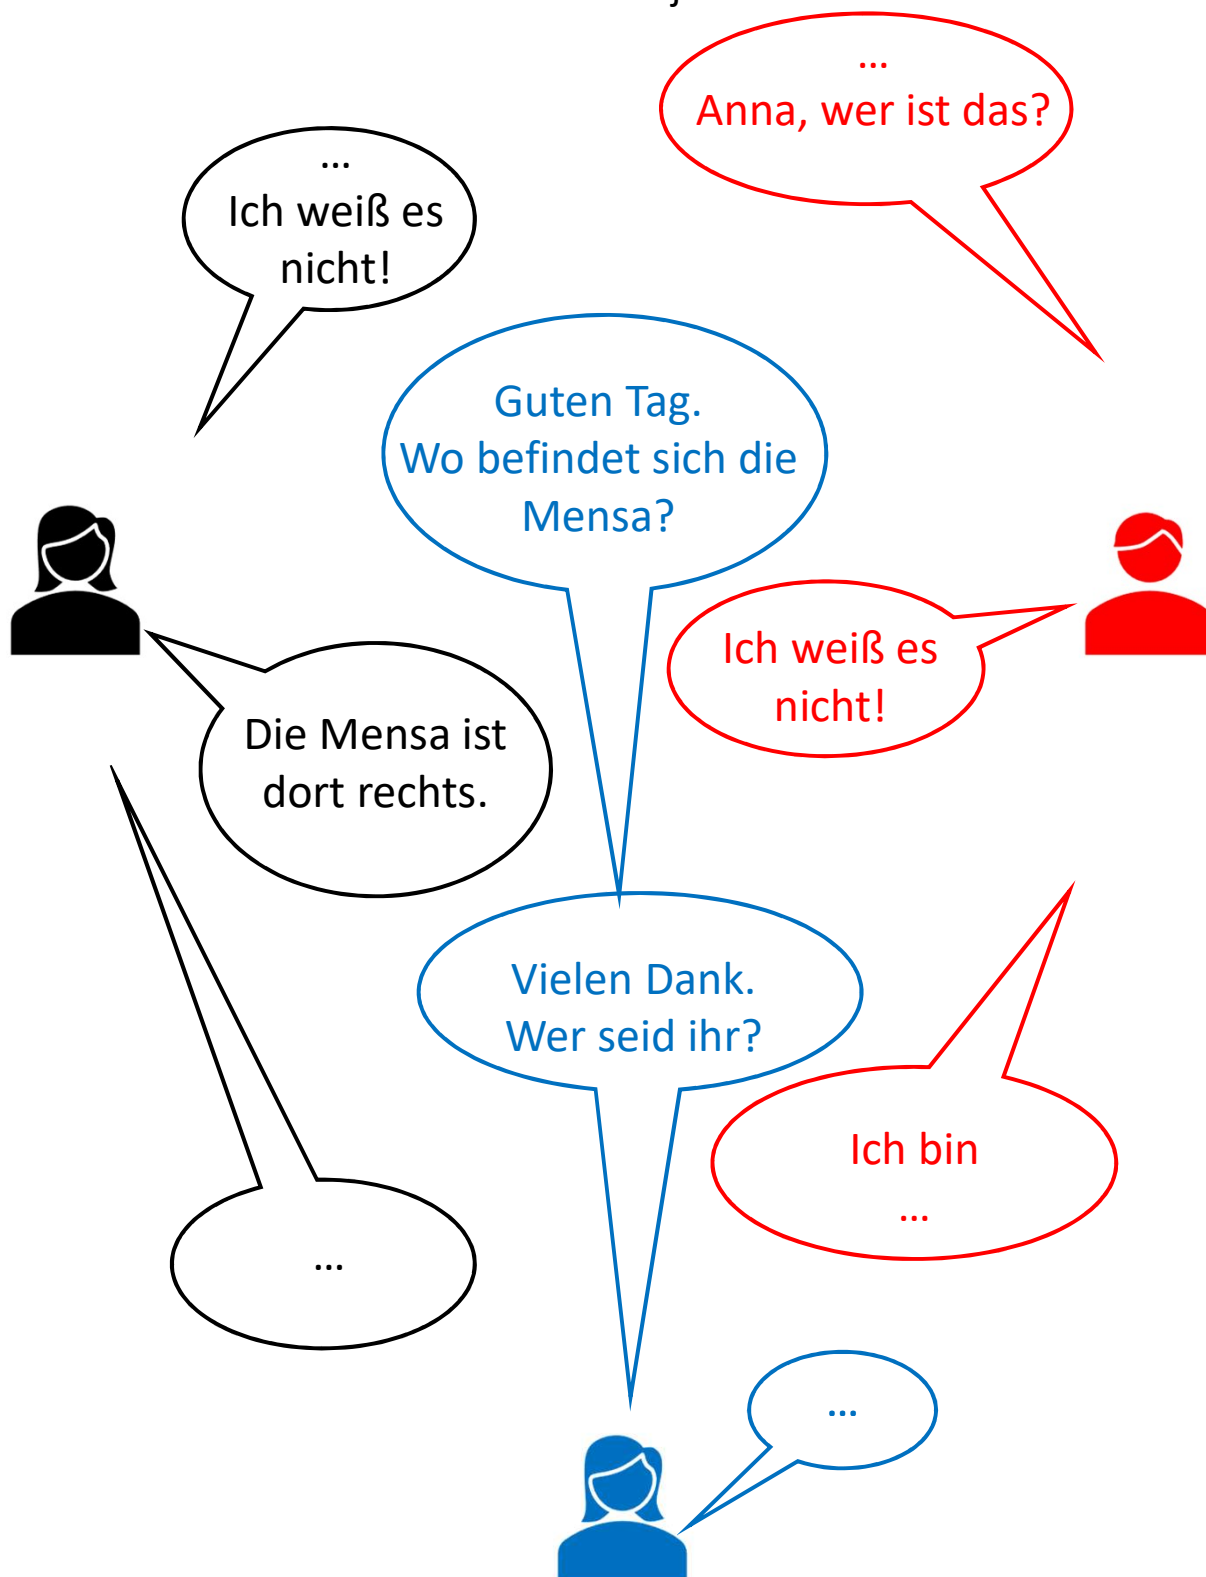 ...
Anna, wer ist das?
...
Ich weiß es
nicht!
Guten Tag.
Wo befindet sich die
Mensa?
Ich weiß es
nicht!
Die Mensa ist
dort rechts.
Vielen Dank.
Wer seid ihr?
Ich bin
...
...
...